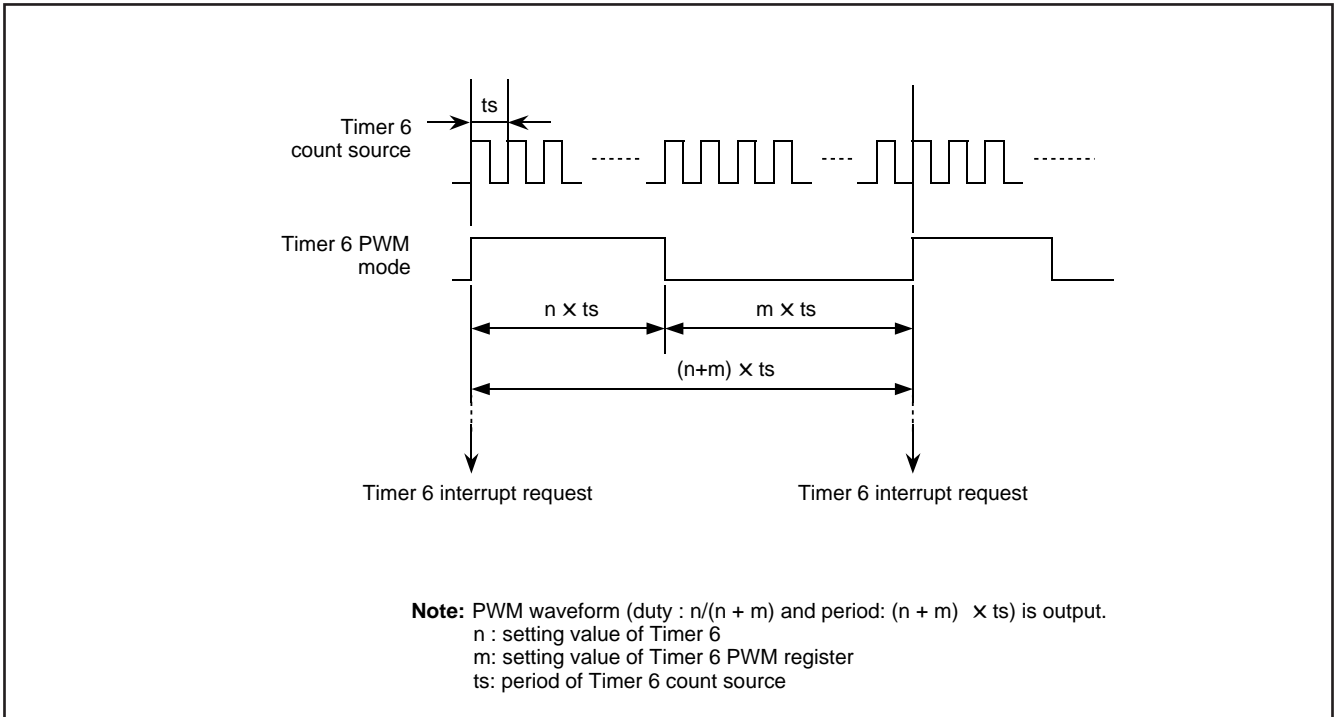 ts
Timer 6
count source
Timer 6 PWM
mode
n × ts
m × ts
(n+m) × ts
Timer 6 interrupt request
Timer 6 interrupt request
Note: PWM waveform (duty : n/(n + m) and period: (n + m) × ts) is output.
n : setting value of Timer 6
m: setting value of Timer 6 PWM register
ts: period of Timer 6 count source